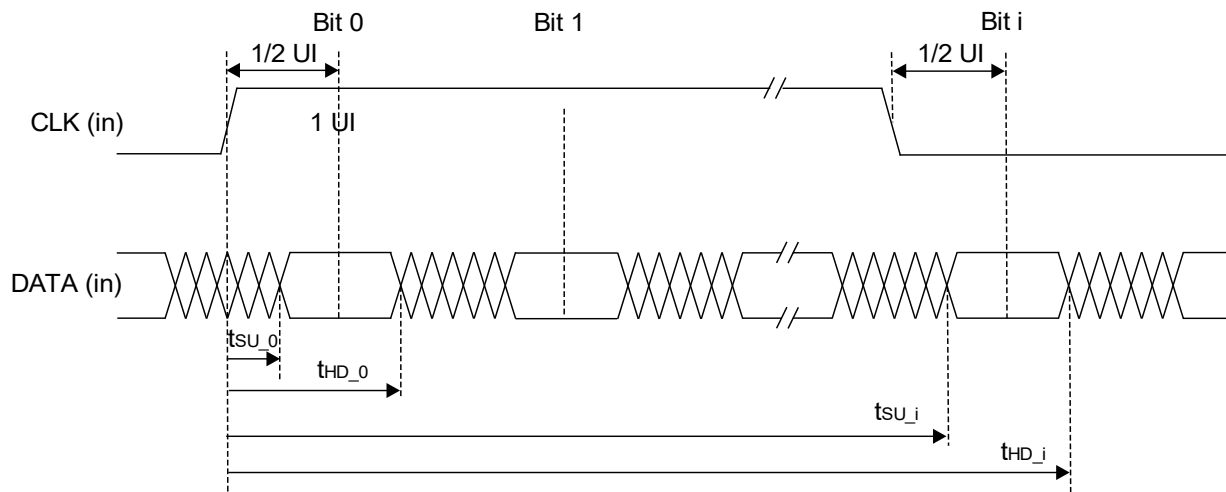 Bit 0 Bit 1 Bit i
1/2 UI 1/2 UI
CLK (in) 1 UI
DATA (in)
tSU_0
tHD_0
tSU_i
tHD_i